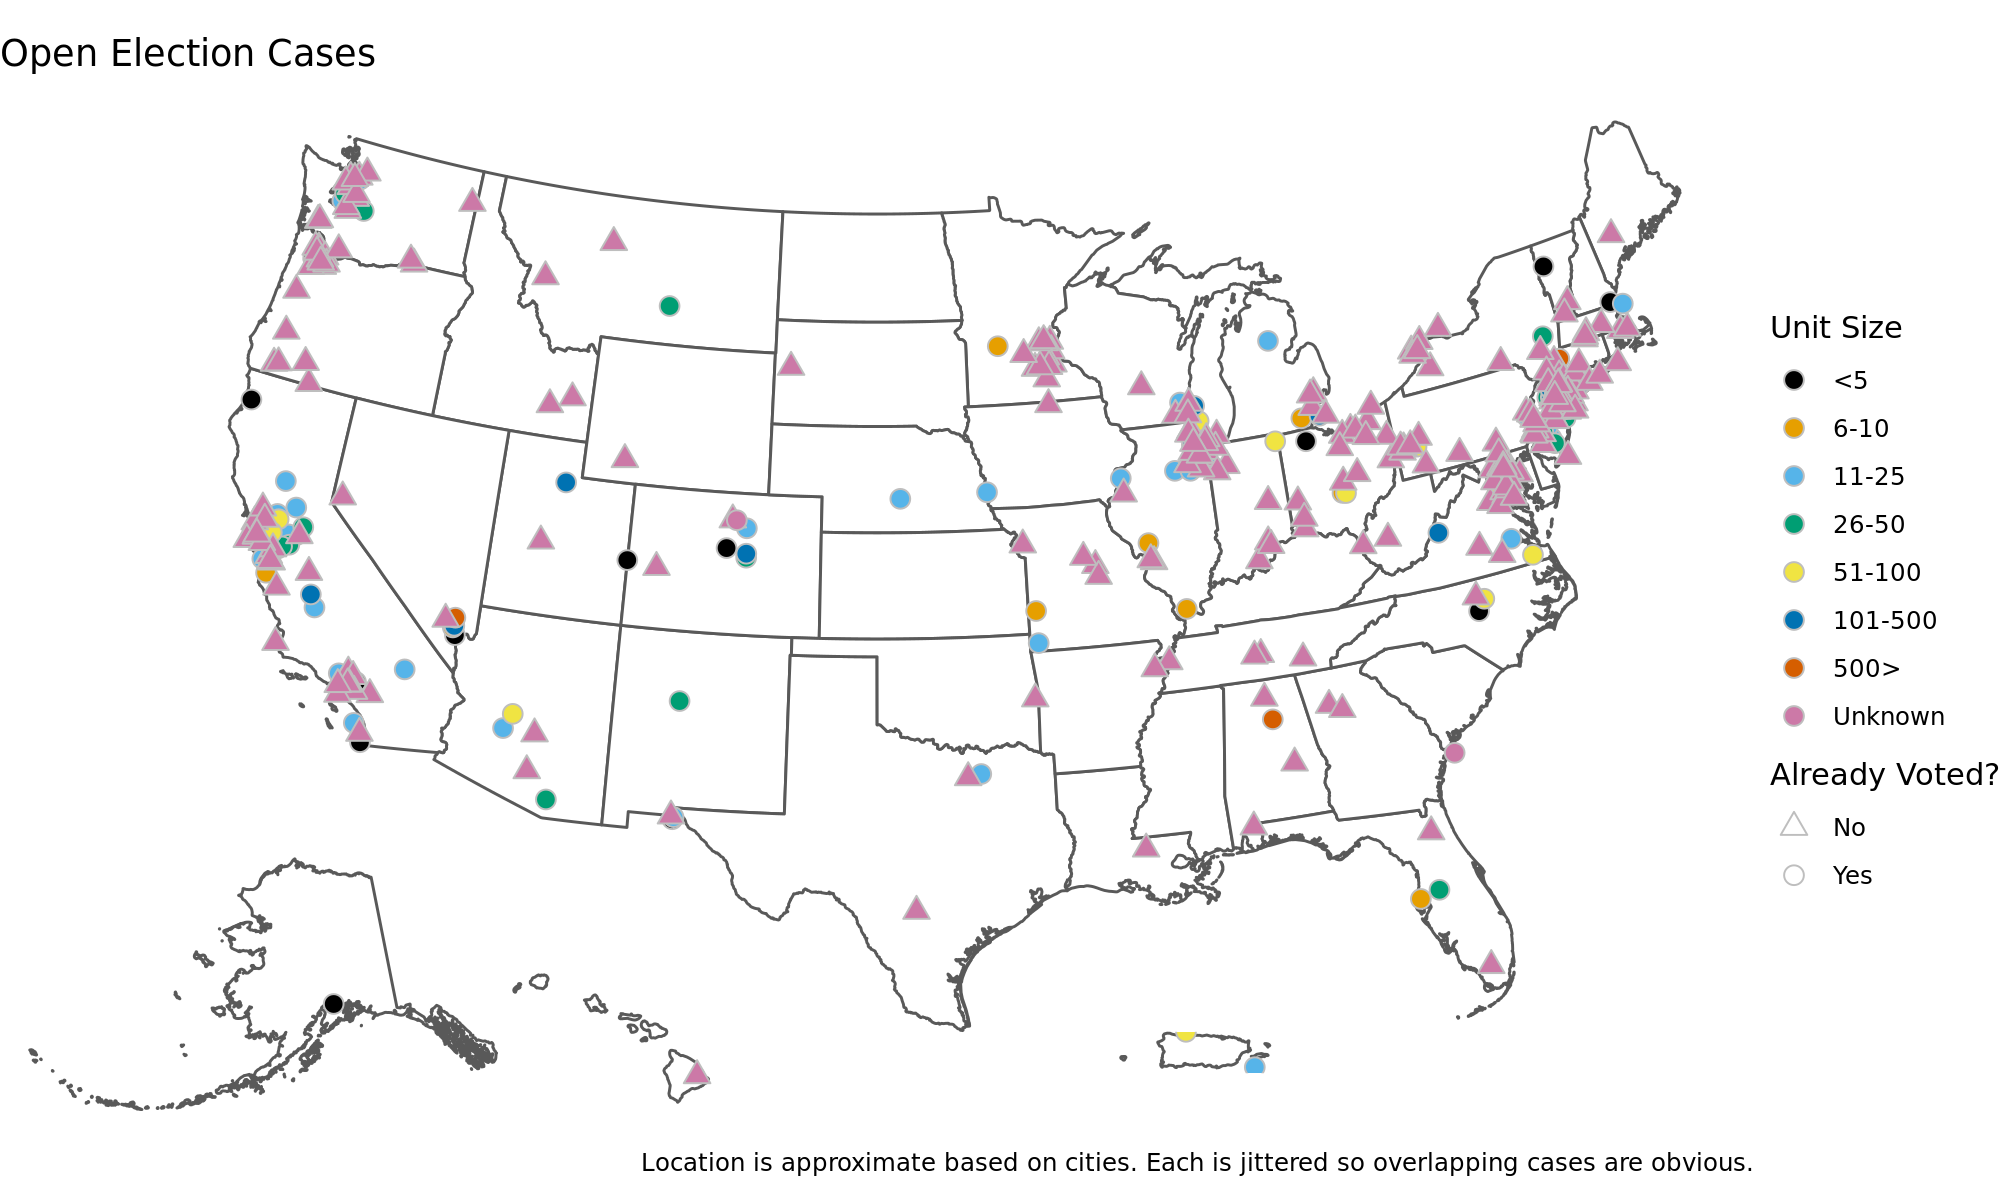 Open Election Cases
Unit Size
<5
6-10
11-25
26-50
51-100
101-500
500>
Unknown
Already Voted?
No
Yes
Location is approximate based on cities. Each is jittered so overlapping cases are obvious.